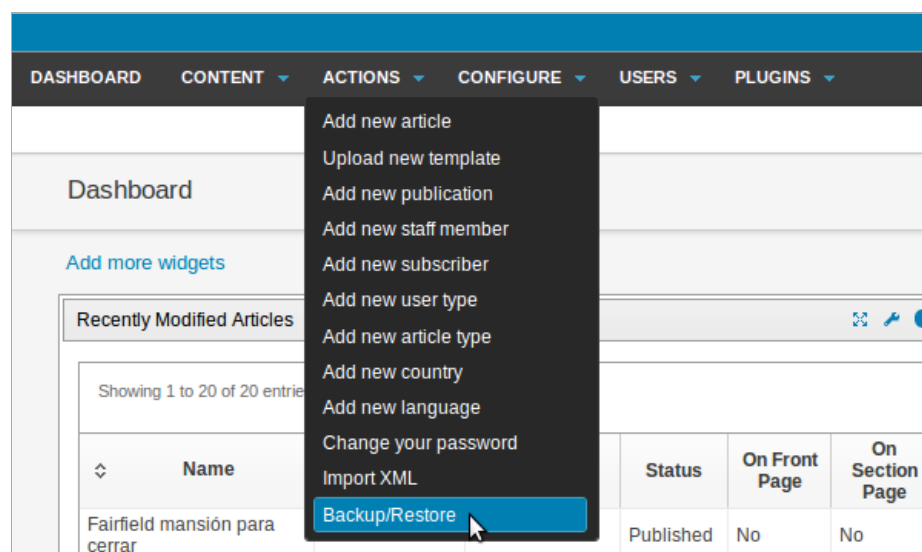 DASHBOARD CONTENT ACTIONS CONFIGURE USERS PLUGINS
Add new article
Upload new template
Add new publication
Add new staff member
Add new subscriber
Add new user type
Add new article type
Add new country
Add new language
Change your password
Import XML
Backup/Restore
Dashboard
Add more widgets
Recently Modified Articles
Showing 1 to 20 of 20 entrie
Name Status On Front Page On Section Page
Fairfield mansión para
cerrar
Published No No